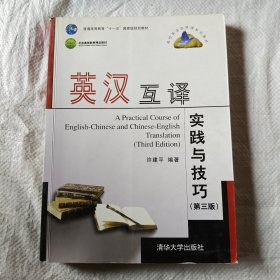 普通高等教育“十一五”国家级规划教材
英汉互译
A Practical Course of
English-Chinese and Chinese-English
Translation
(Third Edition)
实践与技巧
(第三版)
许建平 编著
清华大学出版社